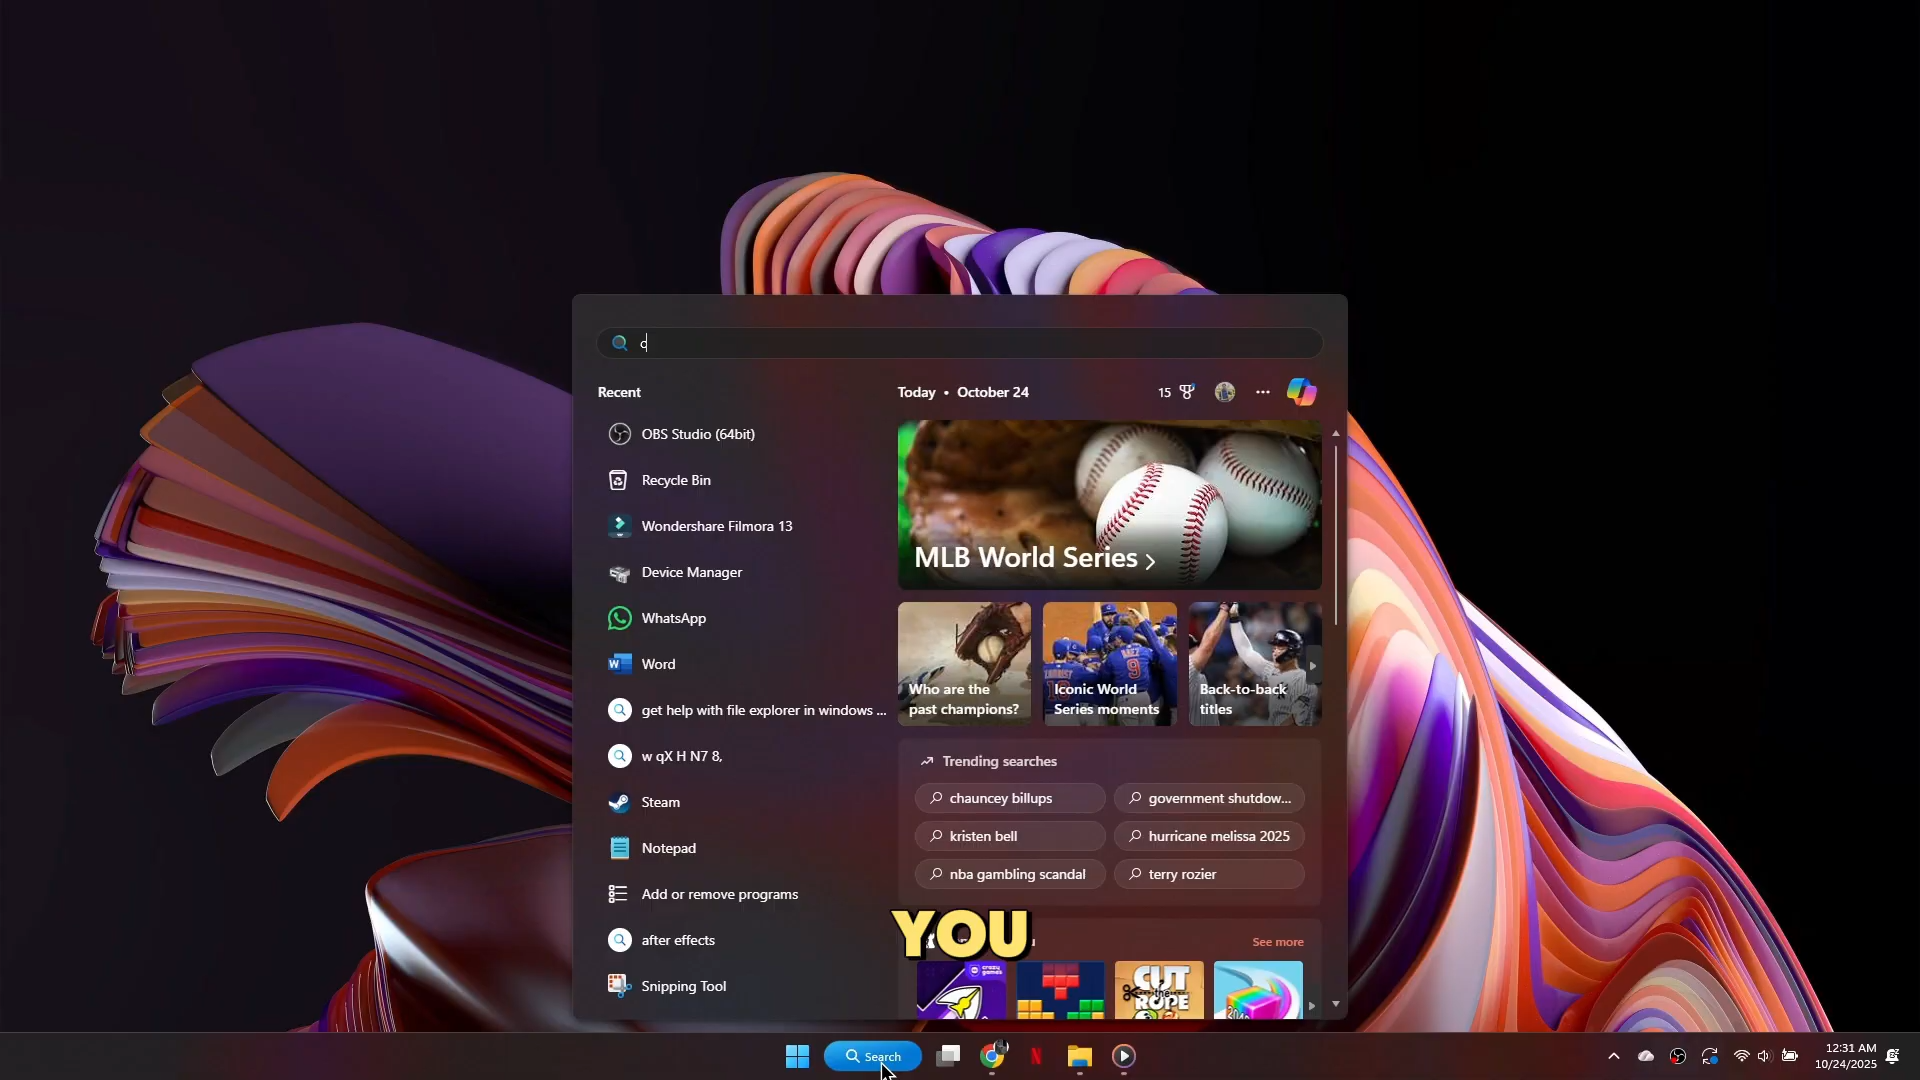 c
Recent
Today • October 24
15
OBS Studio (64bit)
Recycle Bin
Wondershare Filmora 13
Device Manager
WhatsApp
Word
get help with file explorer in windows ...
w qX H N7 8,
Steam
Notepad
Add or remove programs
after effects
Snipping Tool
MLB World Series
Who are the
past champions?
Iconic World
Series moments
Back-to-back
titles
Trending searches
chauncey billups
government shutdow...
kristen bell
hurricane melissa 2025
nba gambling scandal
terry rozier
YOU
See more
crazy games
CUT
the
ROPE
2048
Search
12:31 AM
10/24/2025